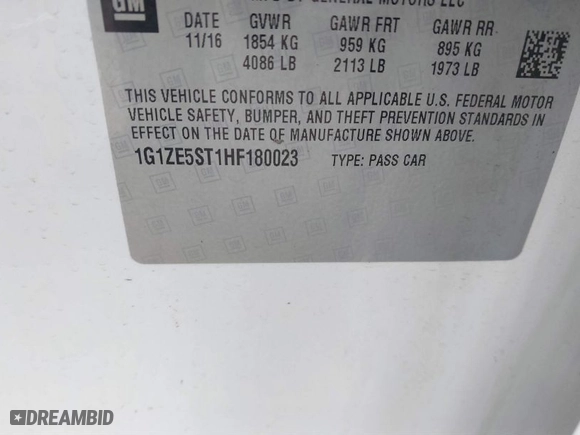 GM
DATE GVWR GAWR FRT GAWR RR
11/16 1854 KG 959 KG 895 KG
4086 LB 2113 LB 1973 LB
THIS VEHICLE CONFORMS TO ALL APPLICABLE U.S. FEDERAL MOTOR
VEHICLE SAFETY, BUMPER, AND THEFT PREVENTION STANDARDS IN
EFFECT ON THE DATE OF MANUFACTURE SHOWN ABOVE.
1G1ZE5ST1HF180023 TYPE: PASS CAR
DREAMBID